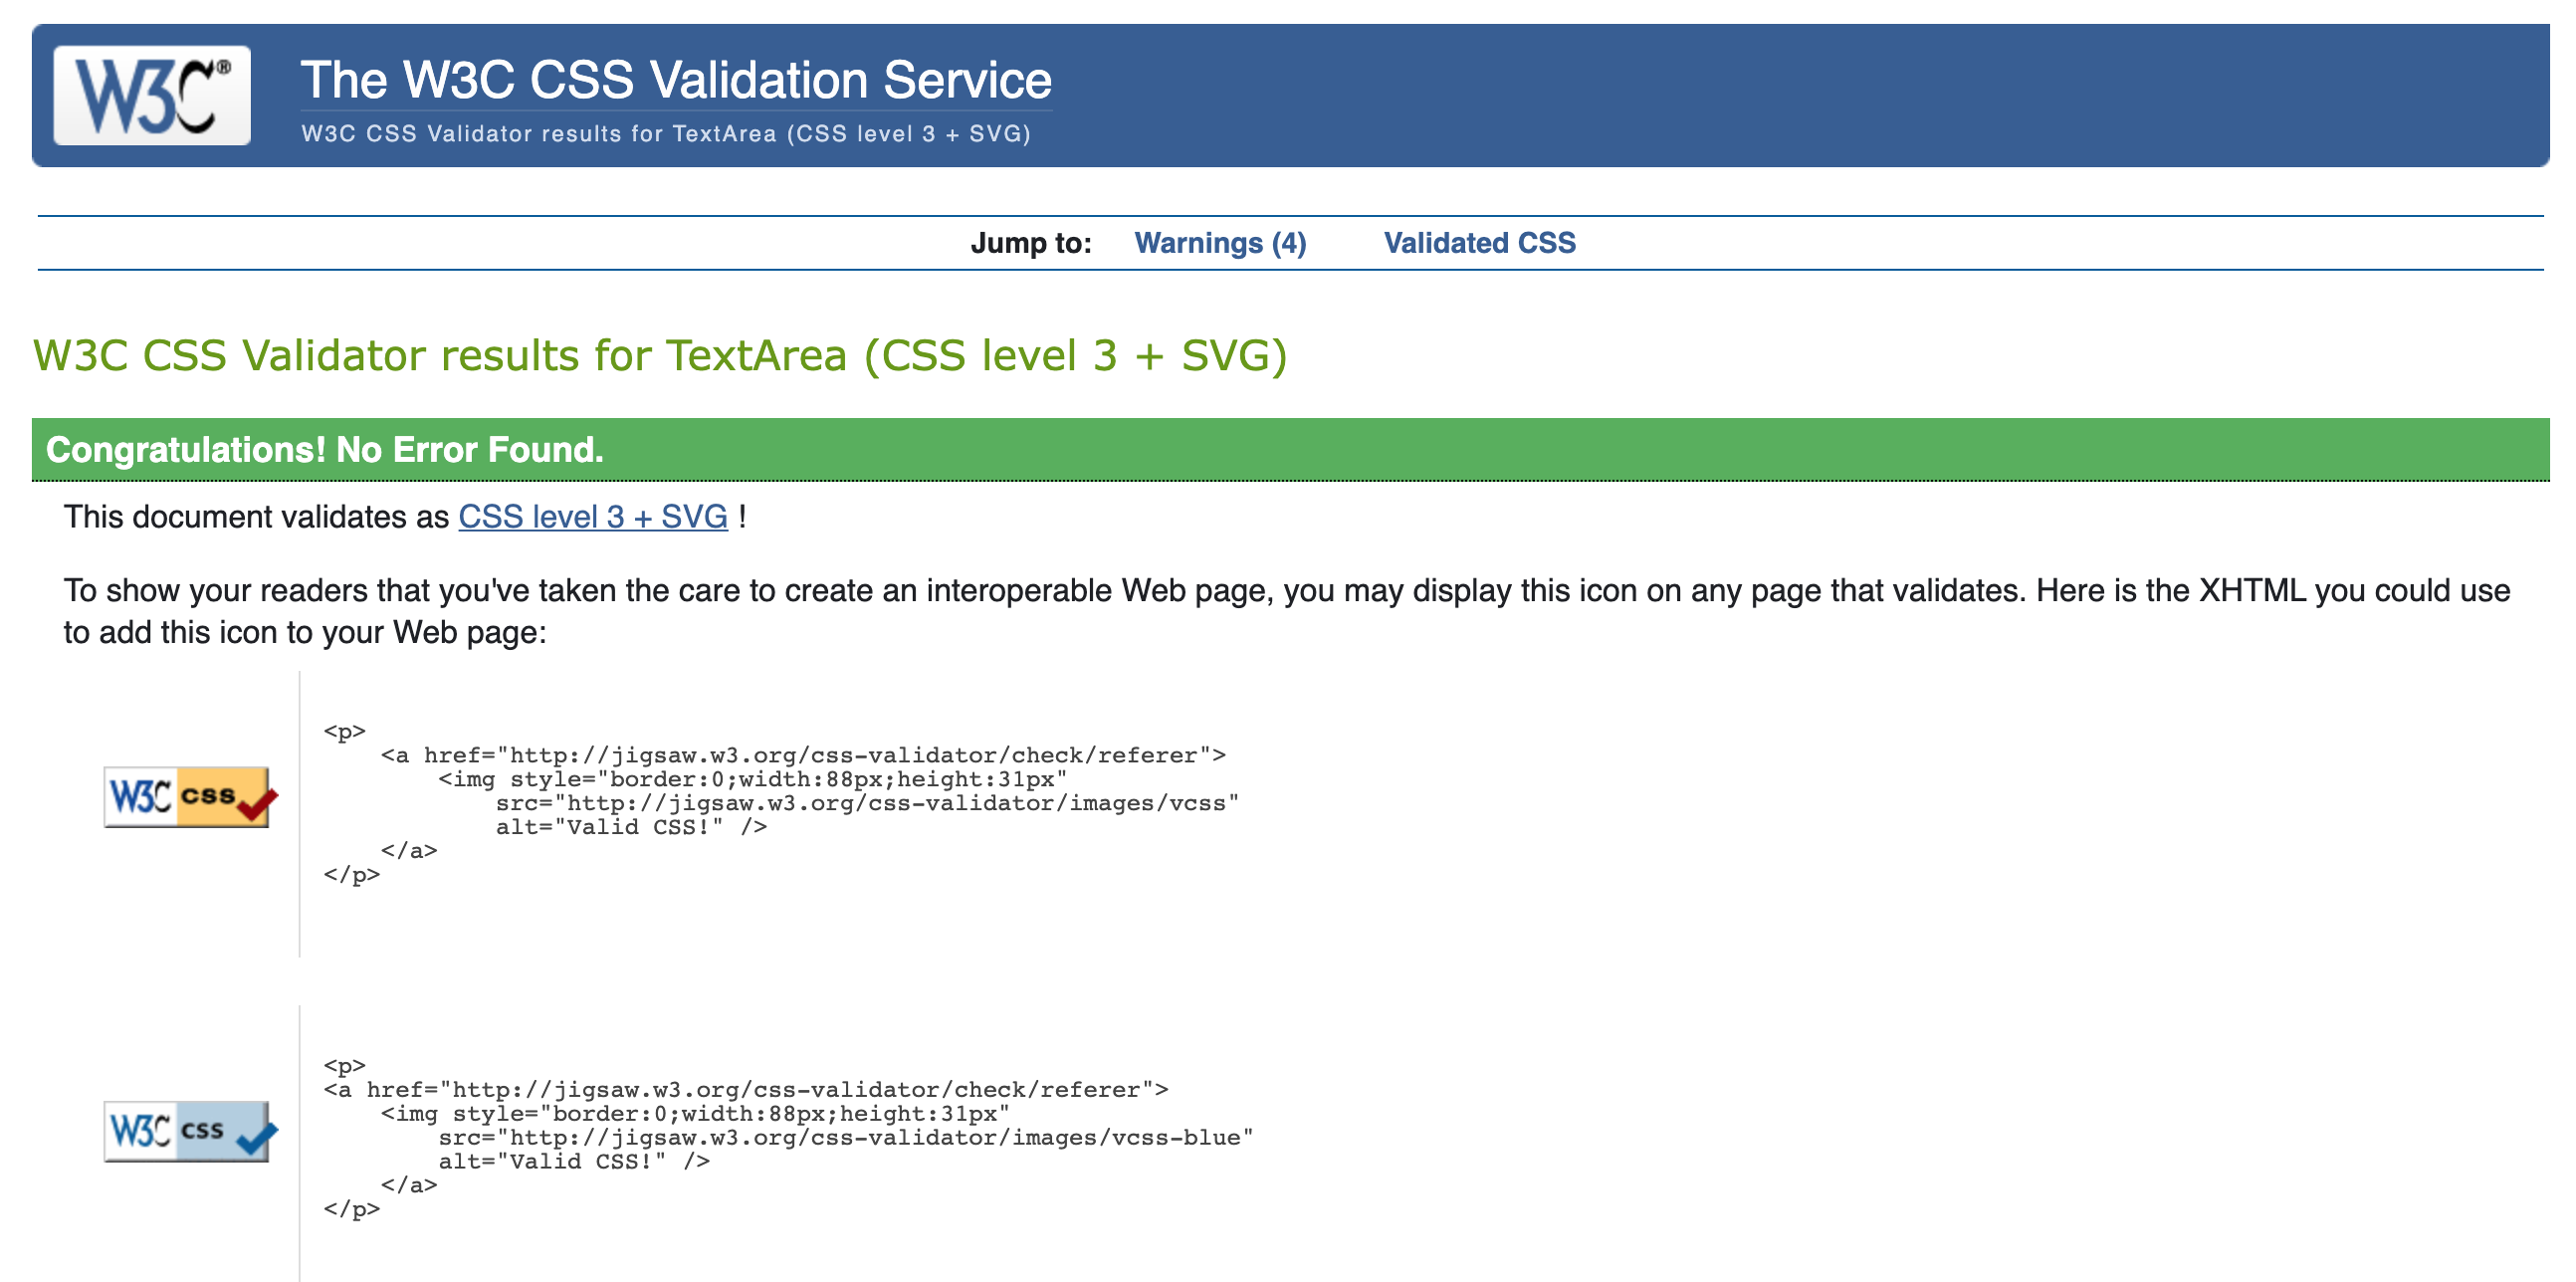 W3C®
The W3C CSS Validation Service
W3C CSS Validator results for TextArea (CSS level 3 + SVG)
Jump to: Warnings (4) Validated CSS
W3C CSS Validator results for TextArea (CSS level 3 + SVG)
Congratulations! No Error Found.
This document validates as CSS level 3 + SVG !
To show your readers that you've taken the care to create an interoperable Web page, you may display this icon on any page that validates. Here is the XHTML you could use
to add this icon to your Web page:
W3C css
<p>
    <a href="http://jigsaw.w3.org/css-validator/check/referer">
        <img style="border:0;width:88px;height:31px"
            src="http://jigsaw.w3.org/css-validator/images/vcss"
            alt="Valid CSS!" />
    </a>
</p>
W3C css
<p>
<a href="http://jigsaw.w3.org/css-validator/check/referer">
    <img style="border:0;width:88px;height:31px"
        src="http://jigsaw.w3.org/css-validator/images/vcss-blue"
        alt="Valid CSS!" />
    </a>
</p>